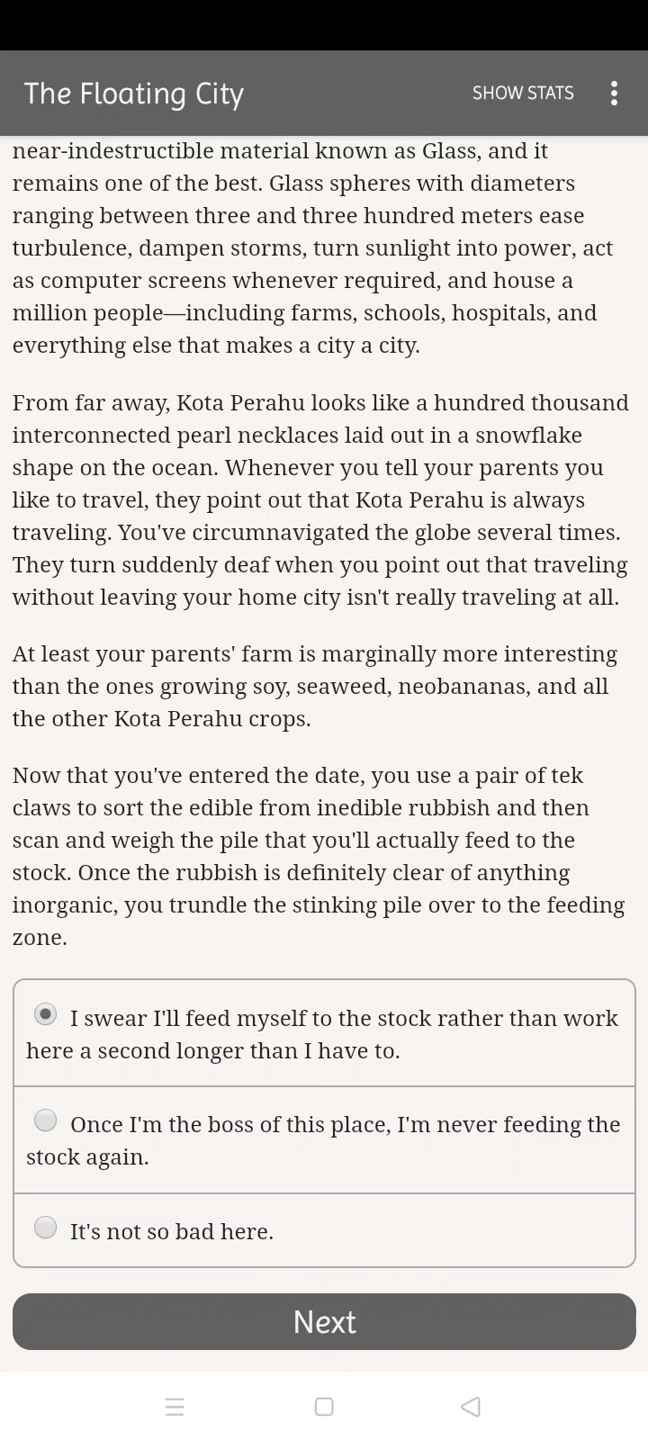 The Floating City
SHOW STATS
near-indestructible material known as Glass, and it
remains one of the best. Glass spheres with diameters
ranging between three and three hundred meters ease
turbulence, dampen storms, turn sunlight into power, act
as computer screens whenever required, and house a
million people—including farms, schools, hospitals, and
everything else that makes a city a city.
From far away, Kota Perahu looks like a hundred thousand
interconnected pearl necklaces laid out in a snowflake
shape on the ocean. Whenever you tell your parents you
like to travel, they point out that Kota Perahu is always
traveling. You've circumnavigated the globe several times.
They turn suddenly deaf when you point out that traveling
without leaving your home city isn't really traveling at all.
At least your parents' farm is marginally more interesting
than the ones growing soy, seaweed, neobananas, and all
the other Kota Perahu crops.
Now that you've entered the date, you use a pair of tek
claws to sort the edible from inedible rubbish and then
scan and weigh the pile that you'll actually feed to the
stock. Once the rubbish is definitely clear of anything
inorganic, you trundle the stinking pile over to the feeding
zone.
I swear I'll feed myself to the stock rather than work
here a second longer than I have to.
Once I'm the boss of this place, I'm never feeding the
stock again.
It's not so bad here.
Next